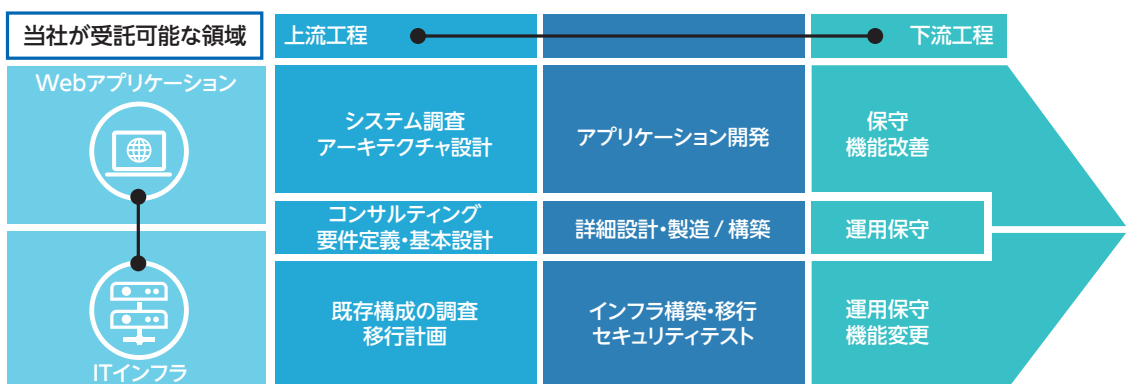 当社が受託可能な領域
上流工程
下流工程
Webアプリケーション
システム調査
アーキテクチャ設計
アプリケーション開発
保守
機能改善
コンサルティング
要件定義・基本設計
詳細設計・製造 / 構築
運用保守
既存構成の調査
移行計画
インフラ構築・移行
セキュリティテスト
運用保守
機能変更
ITインフラ